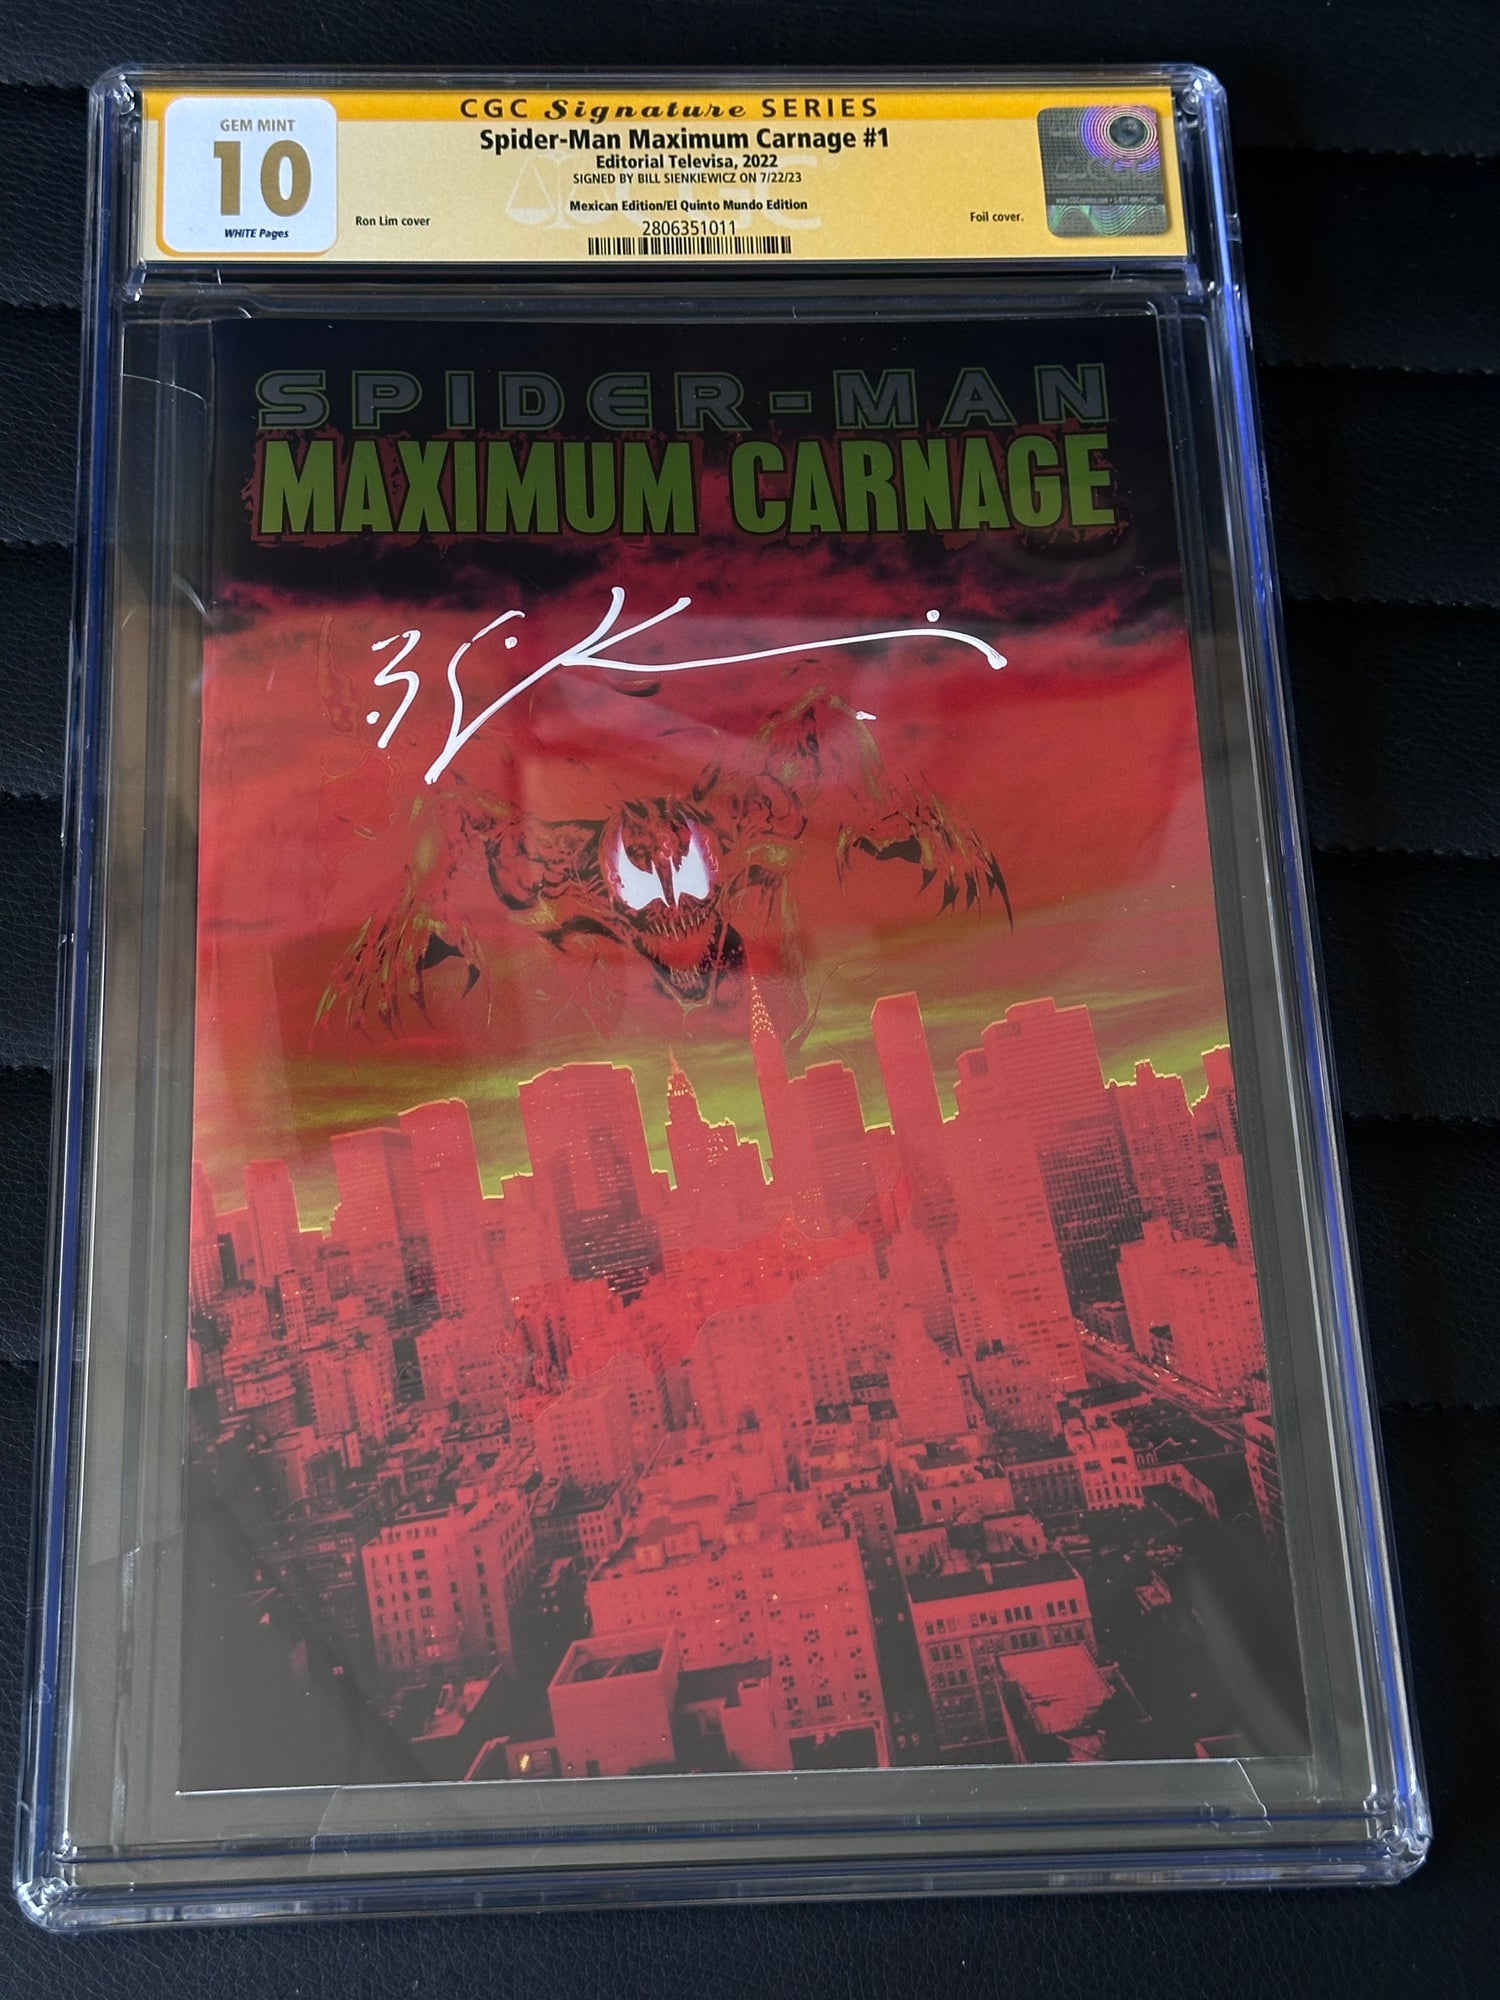 CGC Signature SERIES
GEM MINT
10
WHITE Pages
Spider-Man Maximum Carnage #1
Editorial Televisa, 2022
SIGNED BY BILL SIENKIEWICZ ON 7/22/23
Mexican Edition/El Quinto Mundo Edition
2806351011
Ron Lim cover
Foil cover.
CGC
SPIDER-MAN
MAXIMUM CARNAGE